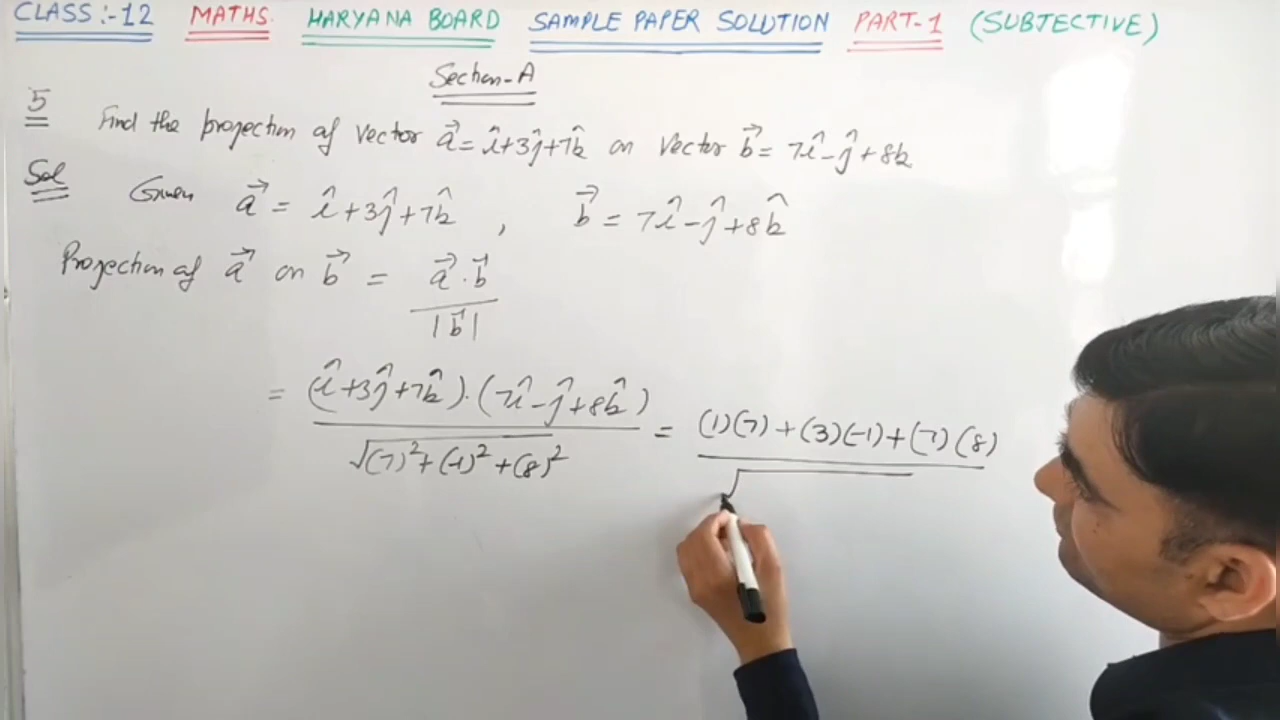 CLASS:-12 MATHS. HARYANA BOARD SAMPLE PAPER SOLUTION PART-1 (SUBJECTIVE)
Section-A
5 Find the projection of vector a⃗ = î+3ĵ+7k̂ on vector b⃗ = 7î-ĵ+8k
Sol Given a⃗ = î+3ĵ+7k̂ , b⃗ = 7î-ĵ+8k̂
Projection of a⃗ on b⃗ = a⃗·b⃗ / |b⃗|
= (î+3ĵ+7k̂)·(7î-ĵ+8k̂) / √(7)²+(-1)²+(8)² = (1)(7)+(3)(-1)+(7)(8) / √